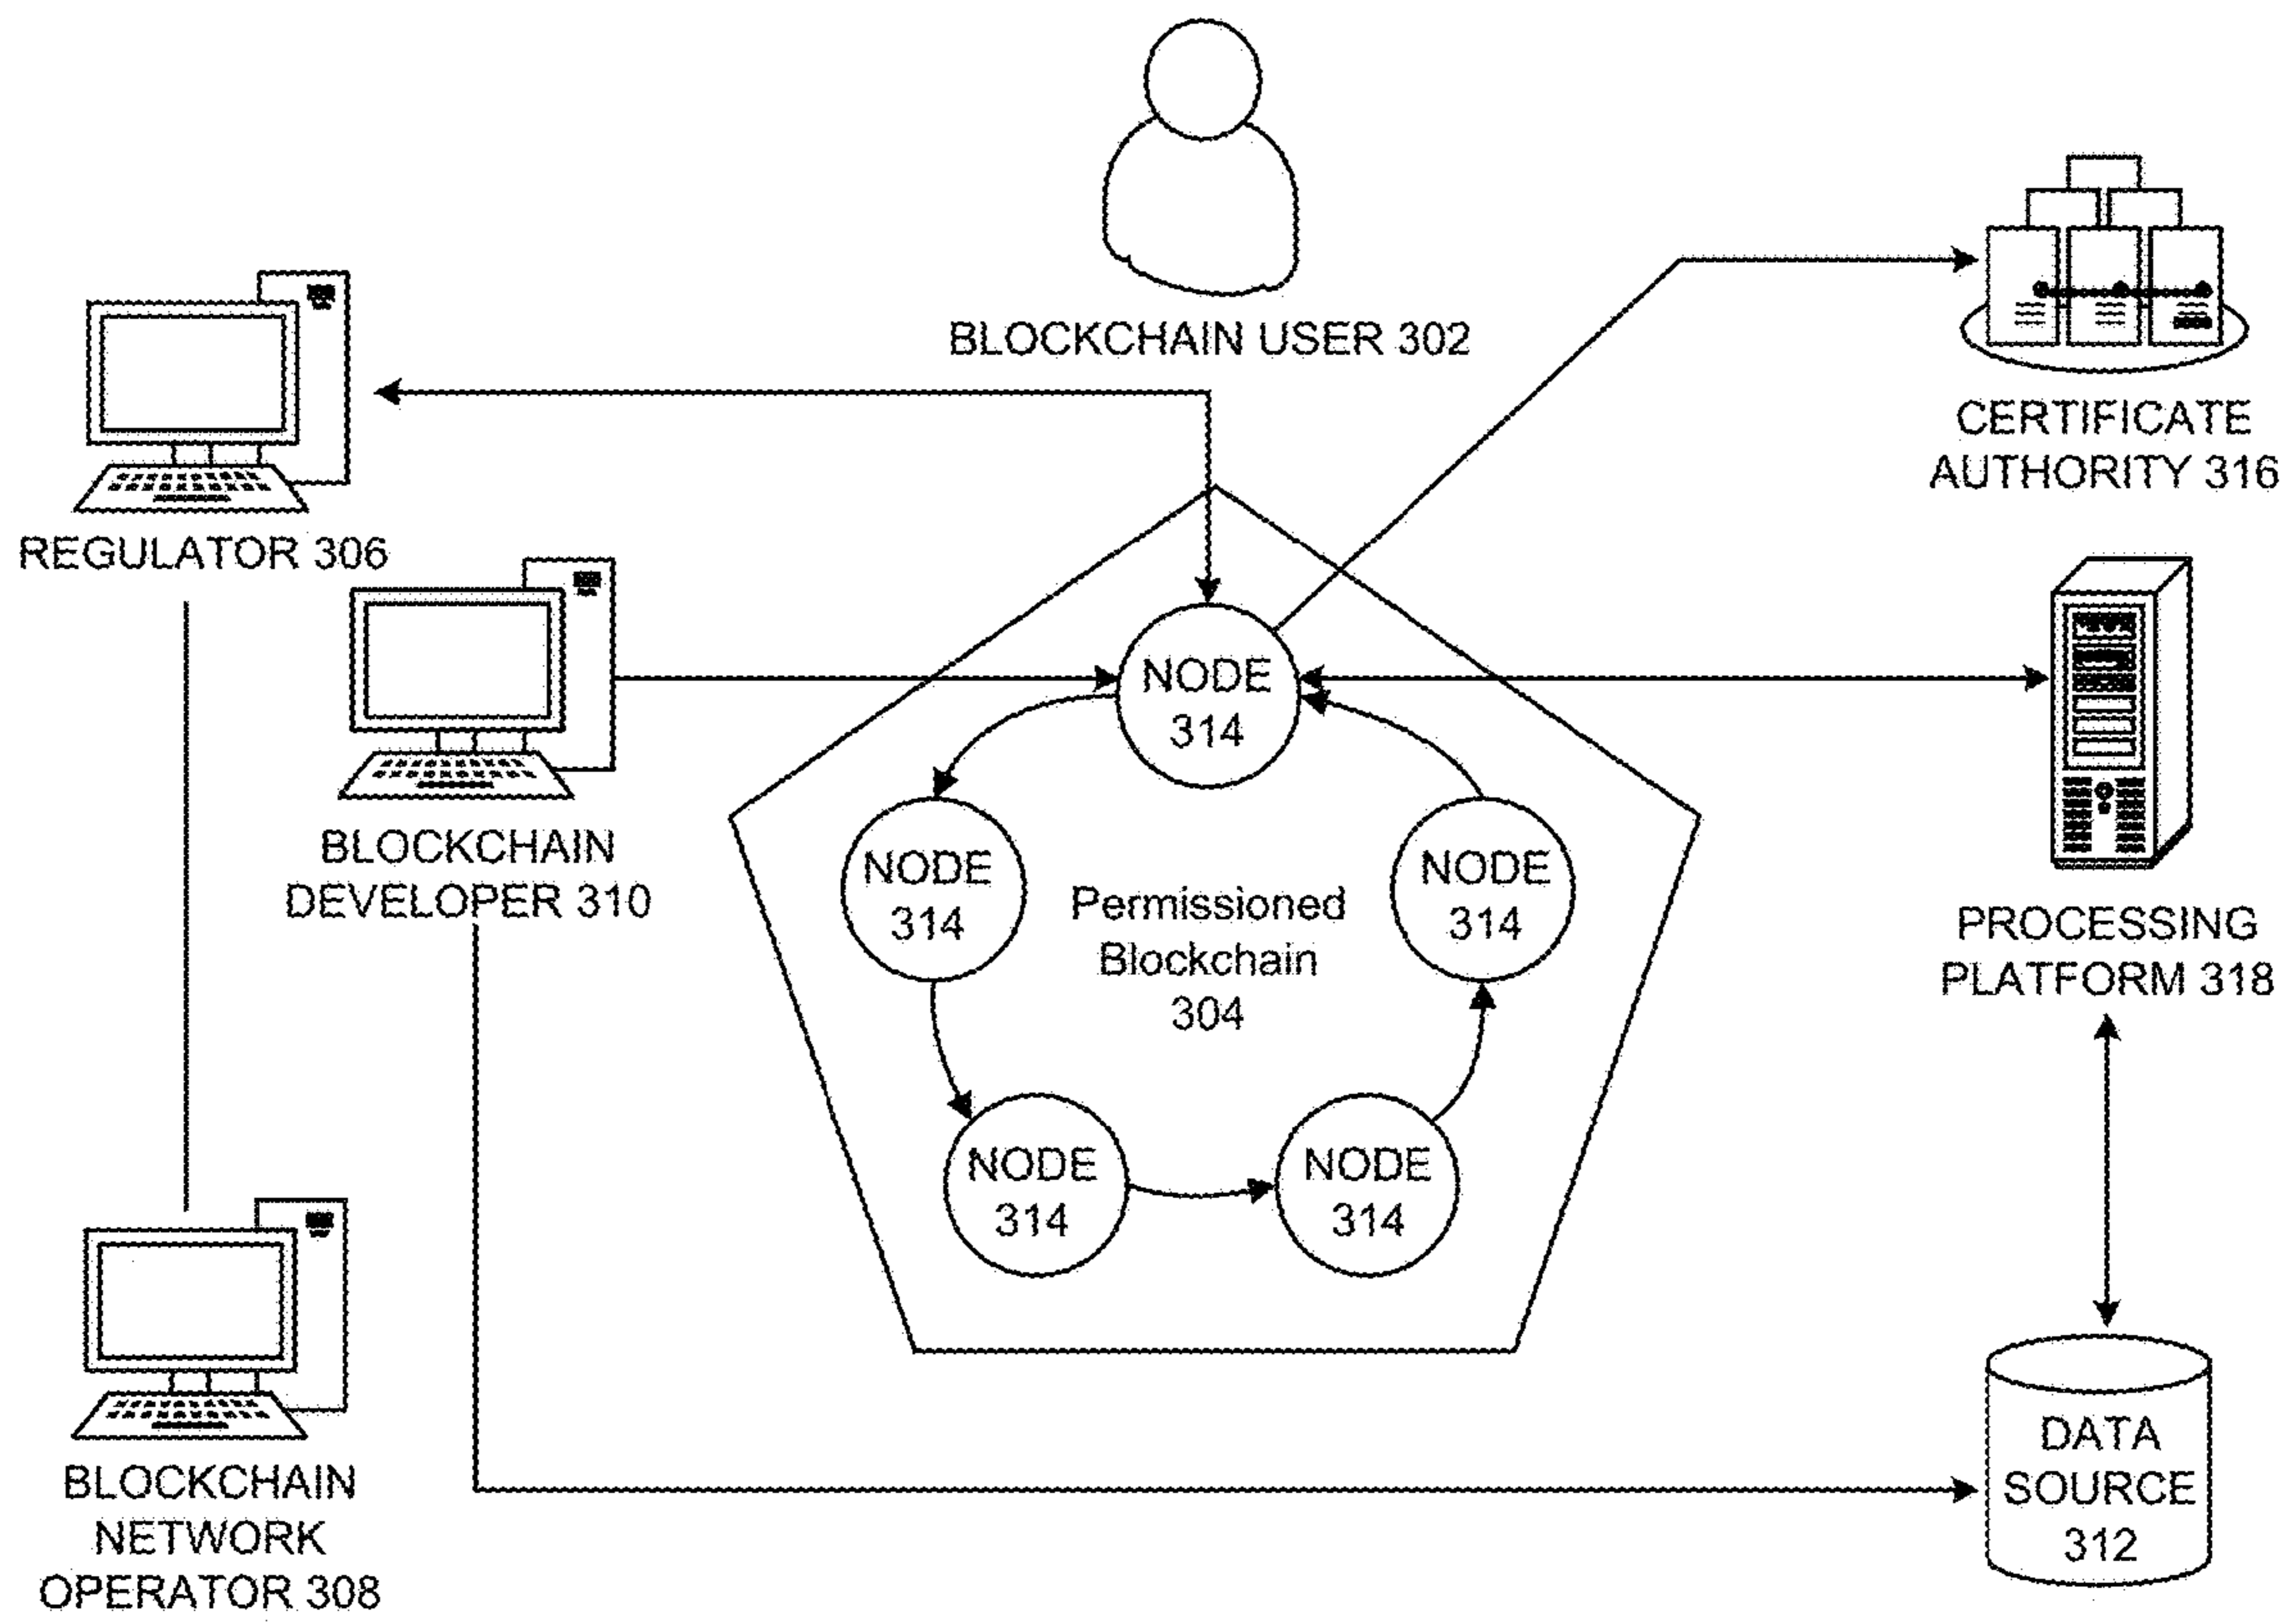 BLOCKCHAIN USER 302
CERTIFICATE
AUTHORITY 316
REGULATOR 306
BLOCKCHAIN
DEVELOPER 310
NODE
314
NODE
314
Permissioned
Blockchain
304
NODE
314
NODE
314
NODE
314
PROCESSING
PLATFORM 318
BLOCKCHAIN
NETWORK
OPERATOR 308
DATA
SOURCE
312